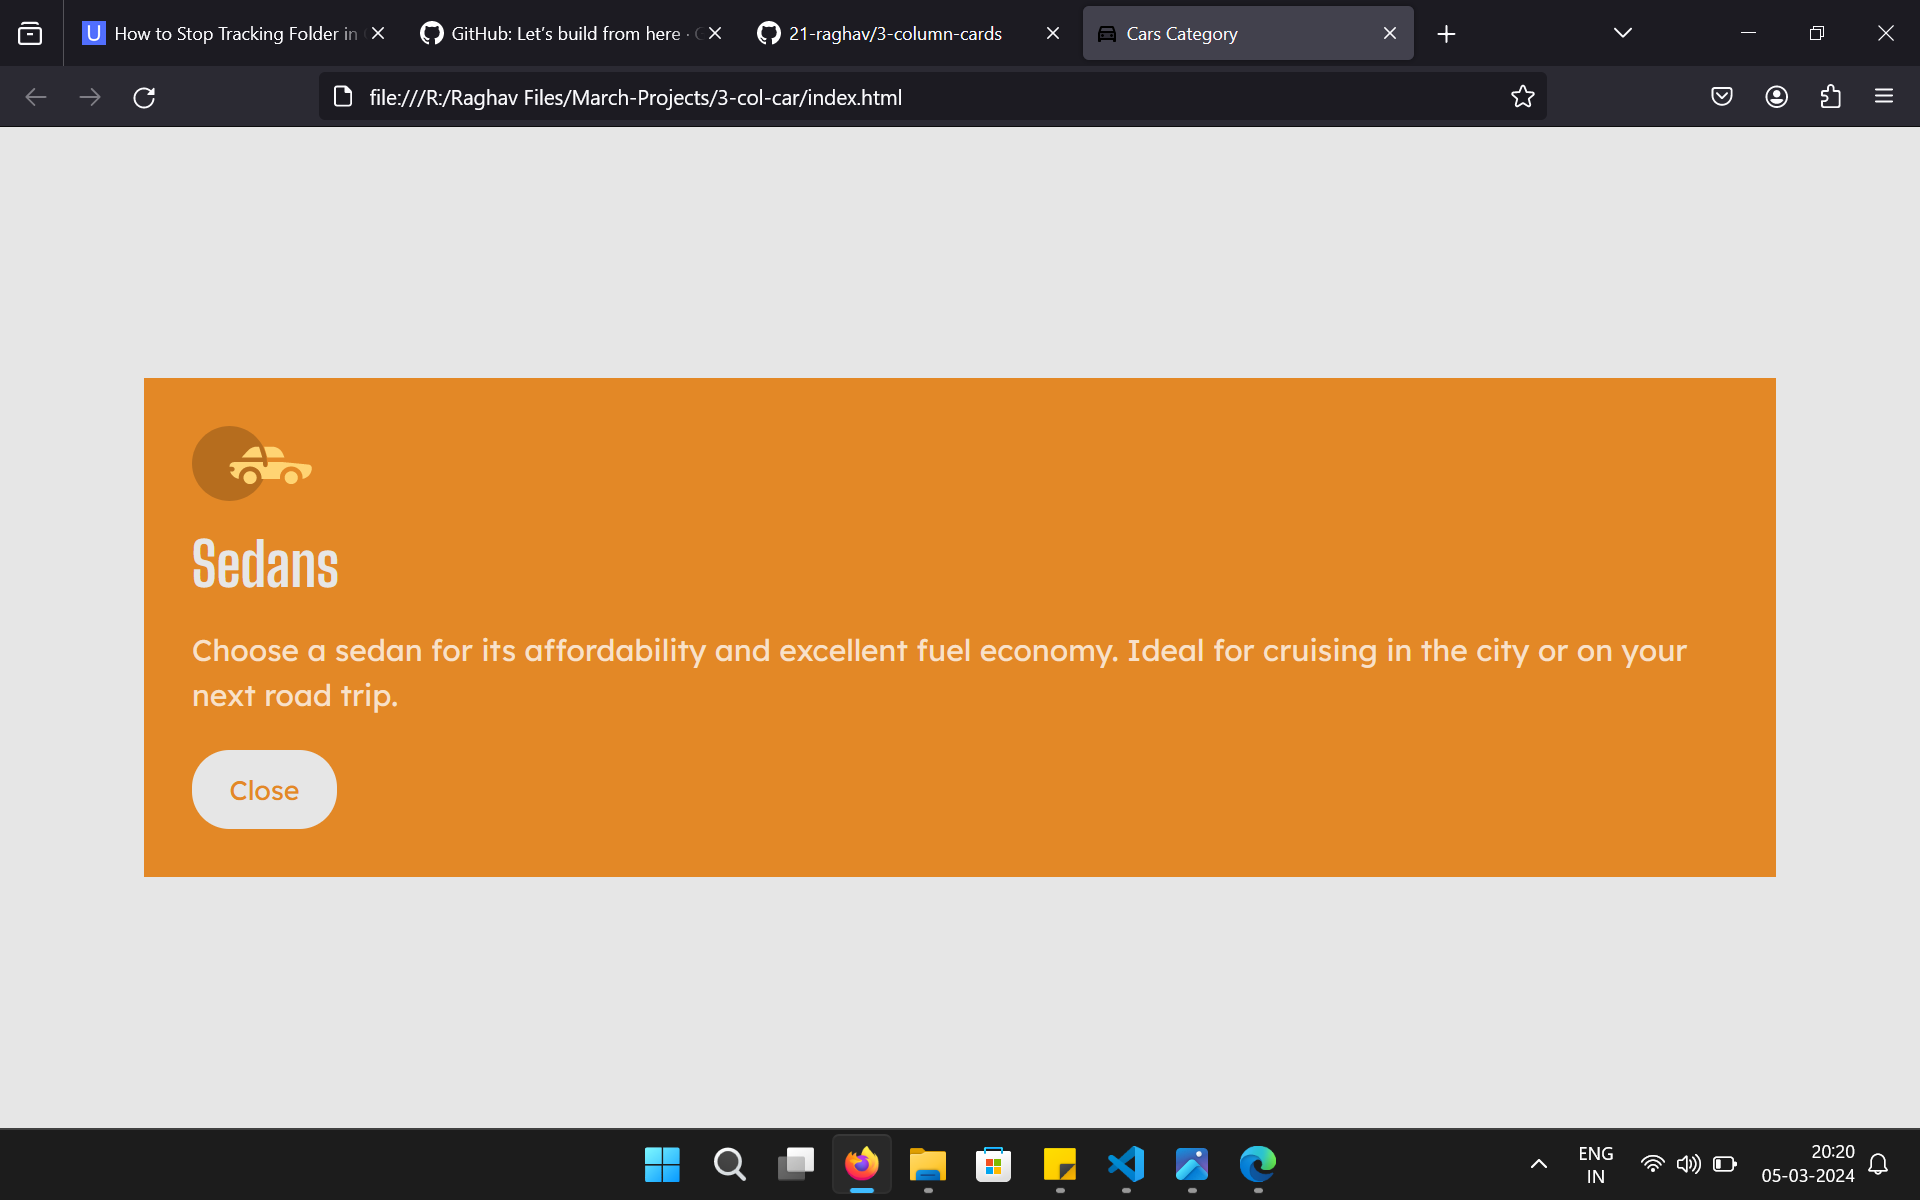 U How to Stop Tracking Folder in
GitHub: Let's build from here ·
21-raghav/3-column-cards
Cars Category
file:///R:/Raghav Files/March-Projects/3-col-car/index.html
Sedans
Choose a sedan for its affordability and excellent fuel economy. Ideal for cruising in the city or on your
next road trip.
Close
ENG
IN
20:20
05-03-2024